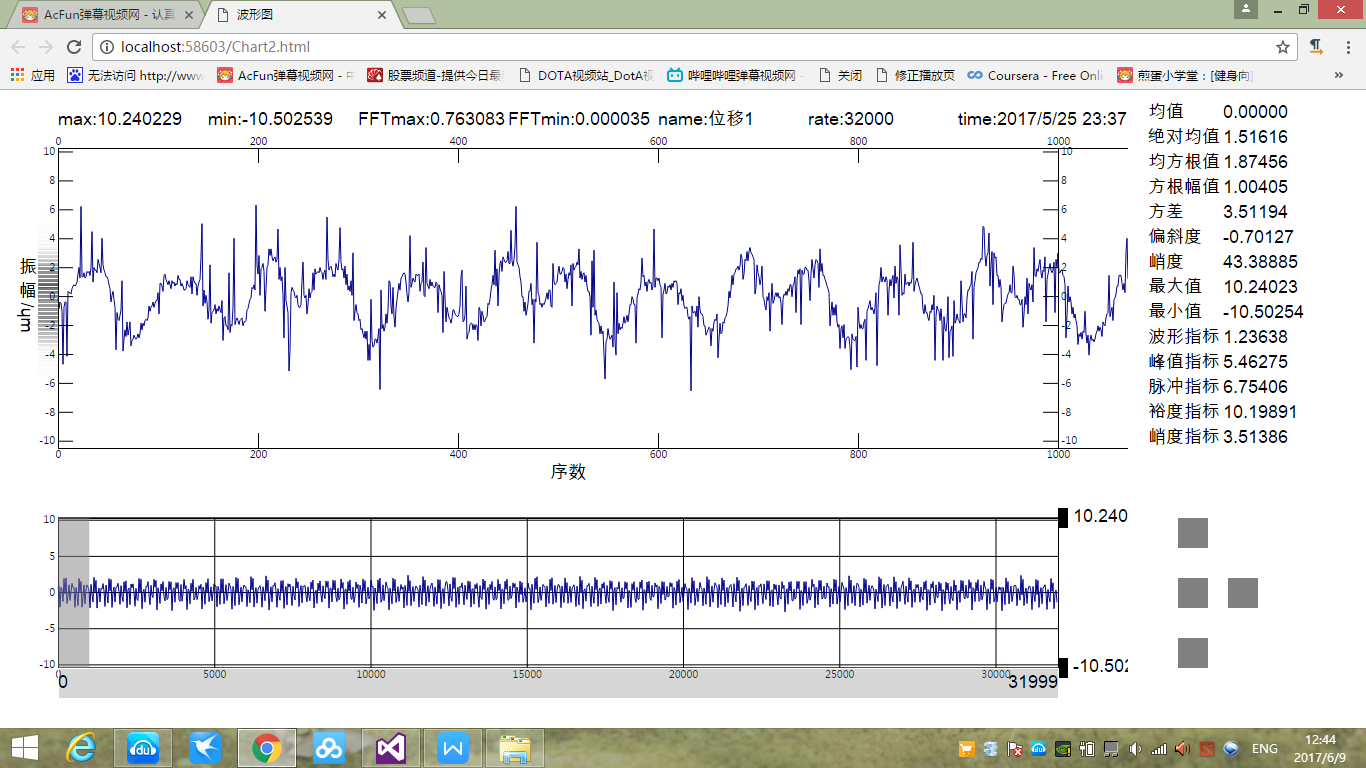 AcFun弹幕视频网 - 认真
波形图
localhost:58603/Chart2.html
应用
无法访问 http://www
AcFun弹幕视频网 - 中
股票频道-提供今日最
DOTA视频站_DotA视
哔哩哔哩弹幕视频网 -
关闭
修正播放页
Coursera - Free Onli
煎蛋小学堂：[健身向]
»
max:10.240229 min:-10.502539 FFTmax:0.763083 FFTmin:0.000035 name:位移1 rate:32000 time:2017/5/25 23:37
0 200 400 600 800 1000
10 10
8 8
6 6
4 4
2 2
0 0
-2 -2
-4 -4
-6 -6
-8 -8
-10 -10
振幅/μm
0 200 400 600 800 1000
序数
均值 0.00000
绝对均值 1.51616
均方根值 1.87456
方根幅值 1.00405
方差 3.51194
偏斜度 -0.70127
峭度 43.38885
最大值 10.24023
最小值 -10.50254
波形指标 1.23638
峰值指标 5.46275
脉冲指标 6.75406
裕度指标 10.19891
峭度指标 3.51386
10 10.240
5
0
-5
-10 -10.502
0 5000 10000 15000 20000 25000 30000
0 31999
ENG
12:44
2017/6/9